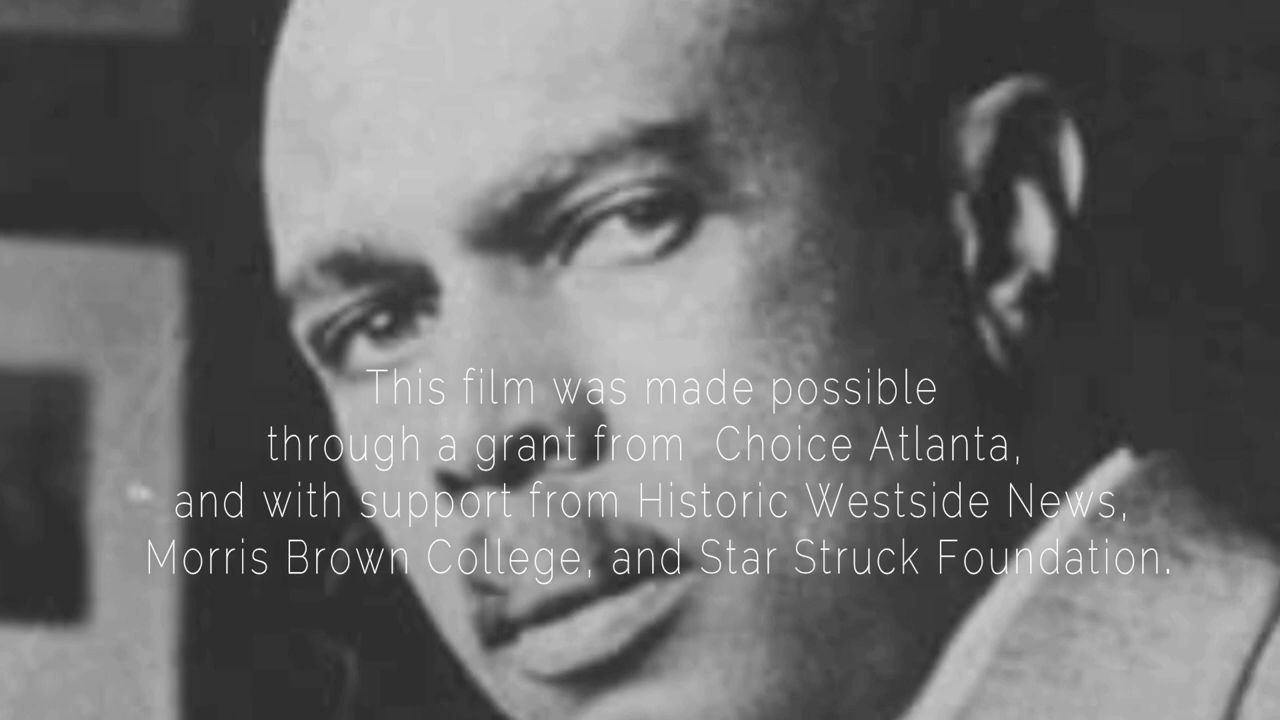 This film was made possible
through a grant from  Choice Atlanta,
and with support from Historic Westside News,
Morris Brown College, and Star Struck Foundation.